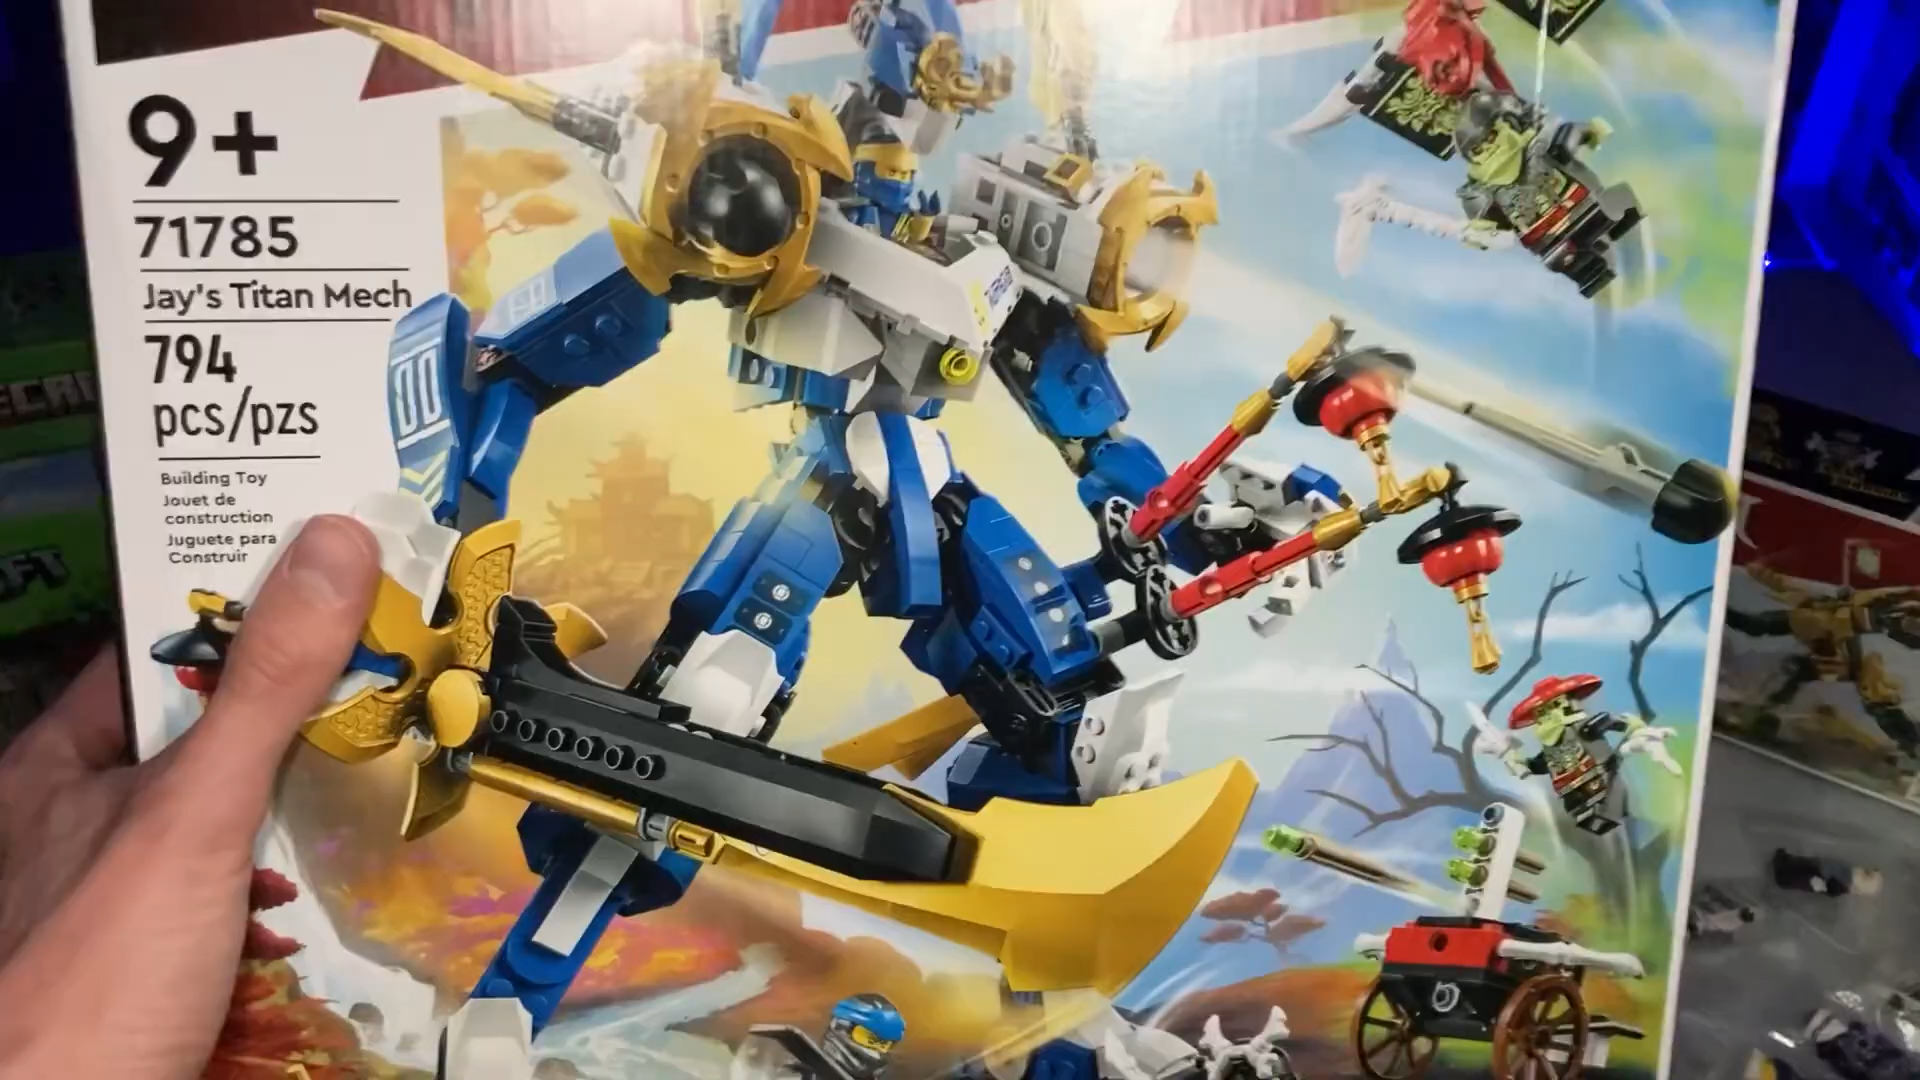 9+
71785
Jay's Titan Mech
794
pcs/pzs
Building Toy
Jouet de
construction
Juguete para
Construir